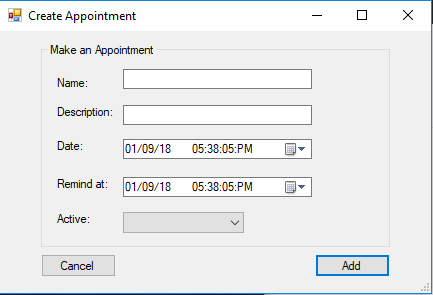 Create Appointment
Make an Appointment
Name:
Description:
Date: 01/09/18 05:38:05:PM
Remind at: 01/09/18 05:38:05:PM
Active:
Cancel Add